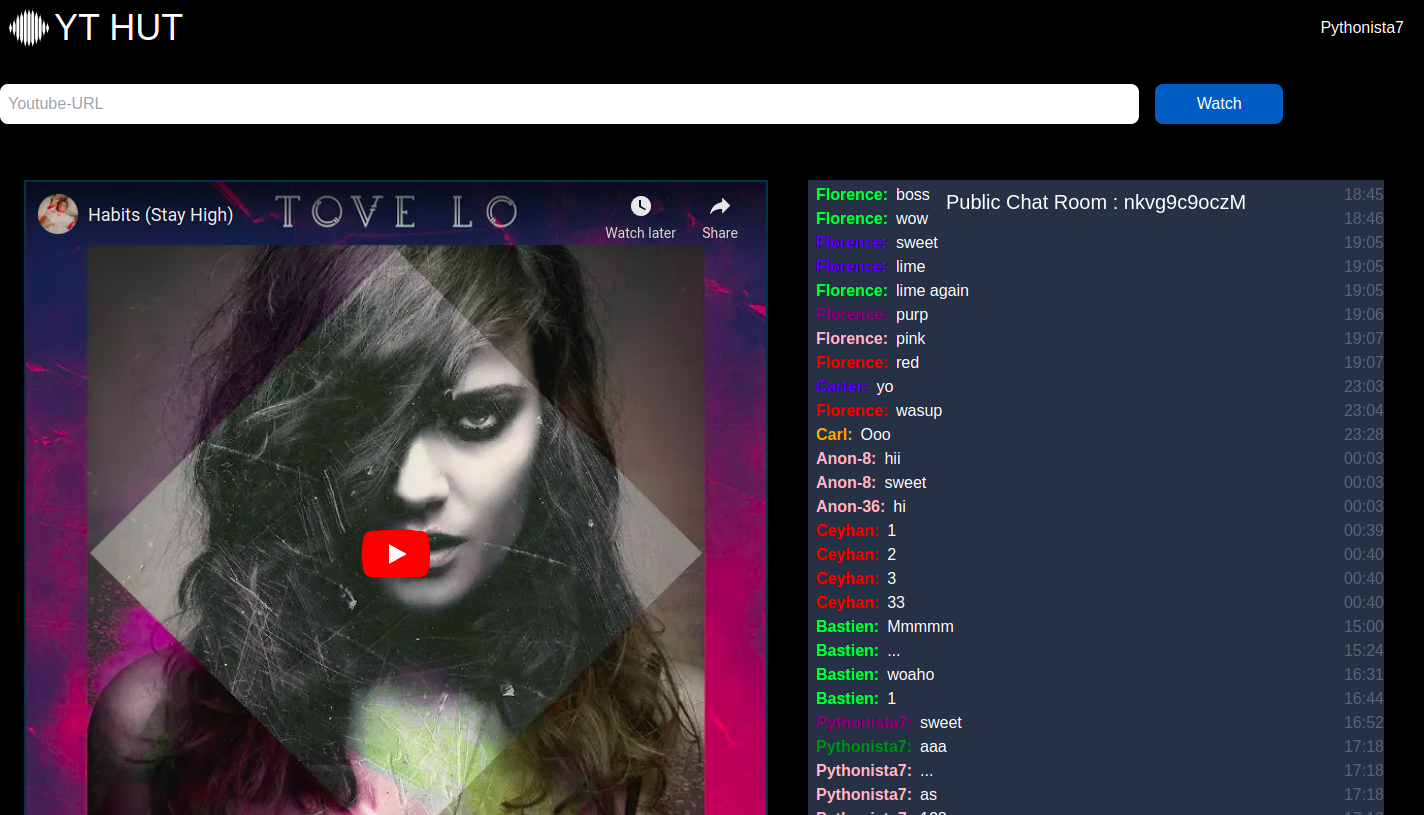 YT HUT
Pythonista7
Youtube-URL
Watch
TOVE LO
Habits (Stay High)
Watch later
Share
Public Chat Room : nkvg9c9oczM
Florence: boss 18:45
Florence: wow 18:46
Florence: sweet 19:05
Florence: lime 19:05
Florence: lime again 19:05
Florence: purp 19:06
Florence: pink 19:07
Florence: red 19:07
Carter: yo 23:03
Florence: wasup 23:04
Carl: Ooo 23:28
Anon-8: hii 00:03
Anon-8: sweet 00:03
Anon-36: hi 00:03
Ceyhan: 1 00:39
Ceyhan: 2 00:40
Ceyhan: 3 00:40
Ceyhan: 33 00:40
Bastien: Mmmmm 15:00
Bastien: ... 15:24
Bastien: woaho 16:31
Bastien: 1 16:44
Pythonista7: sweet 16:52
Pythonista7: aaa 17:18
Pythonista7: ... 17:18
Pythonista7: as 17:18